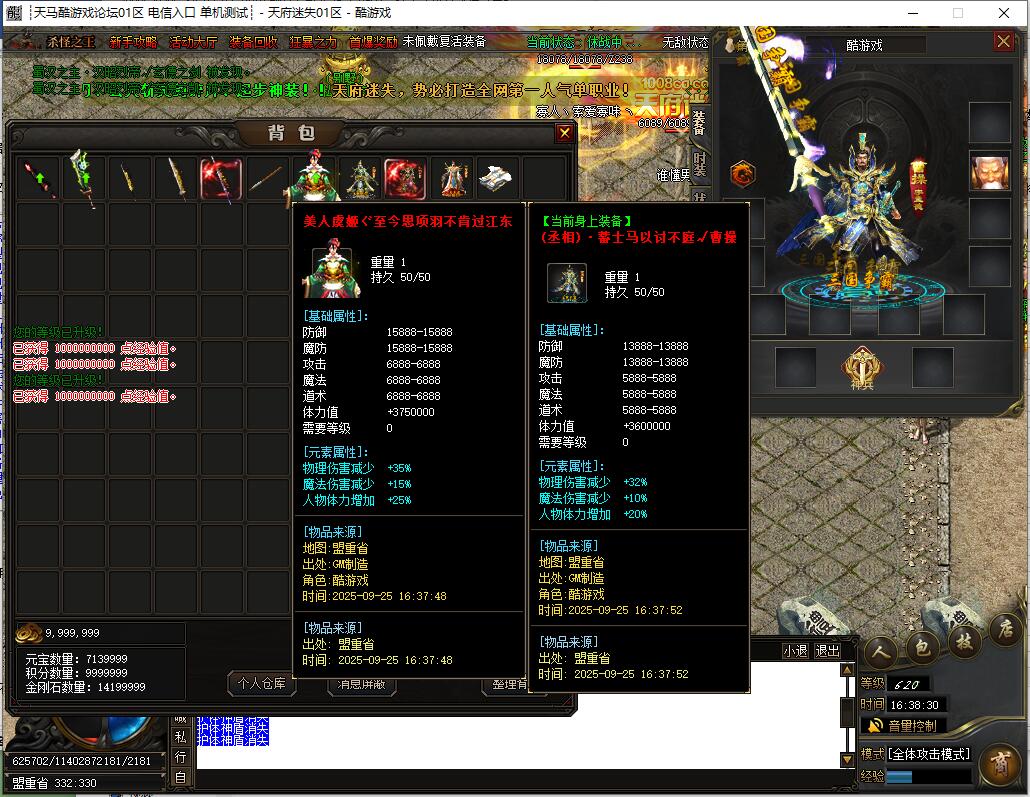 天马酷游戏论坛01区 电信入口 单机测试 - 天府迷失01区 - 酷游戏
杀怪之王 新手攻略 活动大厅 装备回收 狂暴之力 首爆奖励 未佩戴复活装备
当前状态：休战中 无敌状态
天府迷失，势必打造全网第一人气单职业！
酷游戏
装备
时装
背 包
美人虞姬ぐ至今思项羽不肯过江东
重量 1
持久 50/50
[基础属性]:
防御 15888-15888
魔防 15888-15888
攻击 6888-6888
魔法 6888-6888
道术 6888-6888
体力值 +3750000
需要等级 0
[元素属性]:
物理伤害减少 +35%
魔法伤害减少 +15%
人物体力增加 +25%
[物品来源]
地图:盟重省
出处:GM制造
角色:酷游戏
时间:2025-09-25 16:37:48
[物品来源]
出处: 盟重省
时间: 2025-09-25 16:37:48
【当前身上装备】
重量 1
持久 50/50
[基础属性]:
防御 13888-13888
魔防 13888-13888
攻击 5888-5888
魔法 5888-5888
道术 5888-5888
体力值 +3600000
需要等级 0
[元素属性]:
物理伤害减少 +32%
魔法伤害减少 +10%
人物体力增加 +20%
[物品来源]
地图:盟重省
出处:GM制造
角色:酷游戏
时间:2025-09-25 16:37:52
[物品来源]
出处: 盟重省
时间: 2025-09-25 16:37:52
您的等级已升级!
已获得 1000000000 点经验值。
已获得 1000000000 点经验值。
您的等级已升级!
已获得 1000000000 点经验值。
9,999,999
元宝数量: 7139999
积分数量: 9999999
金刚石数量: 14199999
个人仓库
消息屏蔽
小退 退出
护体神盾消失
护体神盾消失
私
行
自
625702/11402872181/2181
盟重省 332:330
人
包
技
店
等级 620
时间 16:38:30
音量控制
模式[全体攻击模式]
经验
商